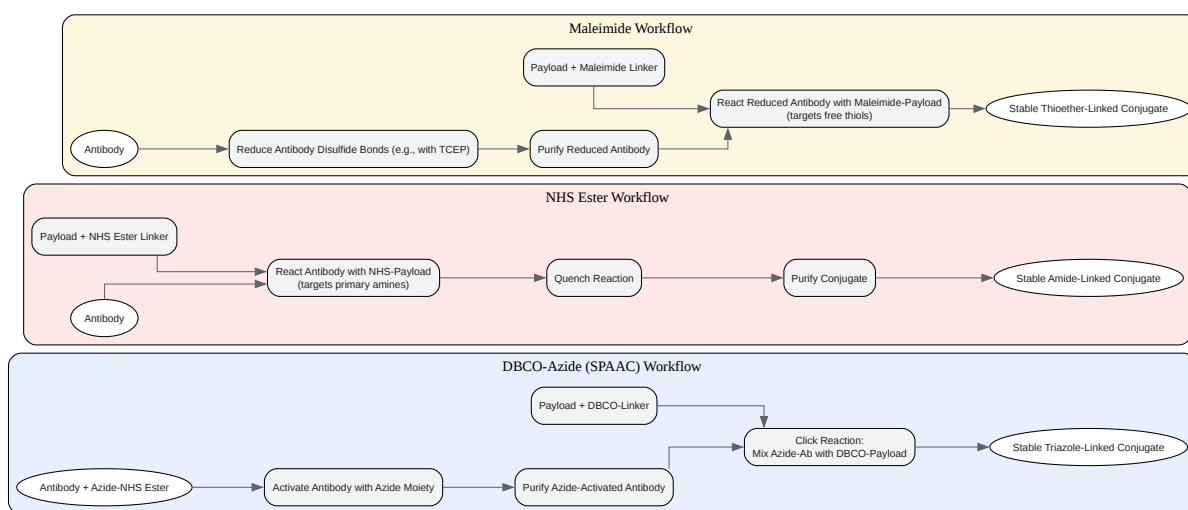 Maleimide Workflow
Payload + Maleimide Linker
React Reduced Antibody with Maleimide-Payload
(targets free thiols)
Stable Thioether-Linked Conjugate
Antibody
Reduce Antibody Disulfide Bonds (e.g., with TCEP)
Purify Reduced Antibody
NHS Ester Workflow
Payload + NHS Ester Linker
React Antibody with NHS-Payload
(targets primary amines)
Quench Reaction
Purify Conjugate
Stable Amide-Linked Conjugate
Antibody
DBCO-Azide (SPAAC) Workflow
Payload + DBCO-Linker
Click Reaction:
Mix Azide-Ab with DBCO-Payload
Stable Triazole-Linked Conjugate
Antibody + Azide-NHS Ester
Activate Antibody with Azide Moiety
Purify Azide-Activated Antibody